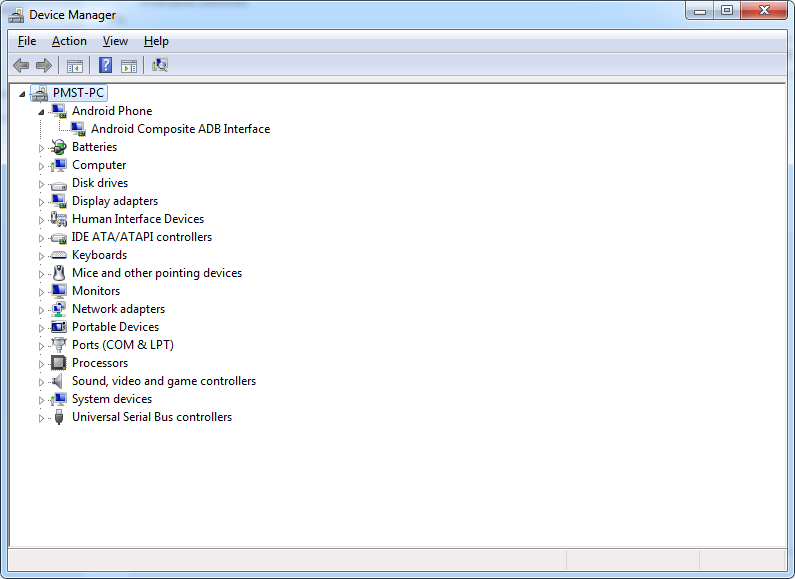 Device Manager
File Action View Help
PMST-PC
Android Phone
Android Composite ADB Interface
Batteries
Computer
Disk drives
Display adapters
Human Interface Devices
IDE ATA/ATAPI controllers
Keyboards
Mice and other pointing devices
Monitors
Network adapters
Portable Devices
Ports (COM & LPT)
Processors
Sound, video and game controllers
System devices
Universal Serial Bus controllers